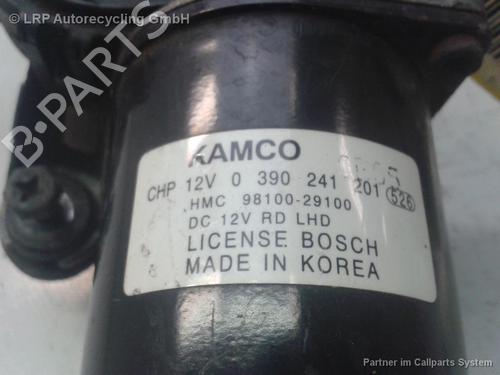 © LRP Autorecycling GmbH
B-PARTS
KAMCO
CHP 12V 0 390 241 201 526
HMC 98100-29100
DC 12V RD LHD
LICENSE BOSCH
MADE IN KOREA
Partner im Callparts System